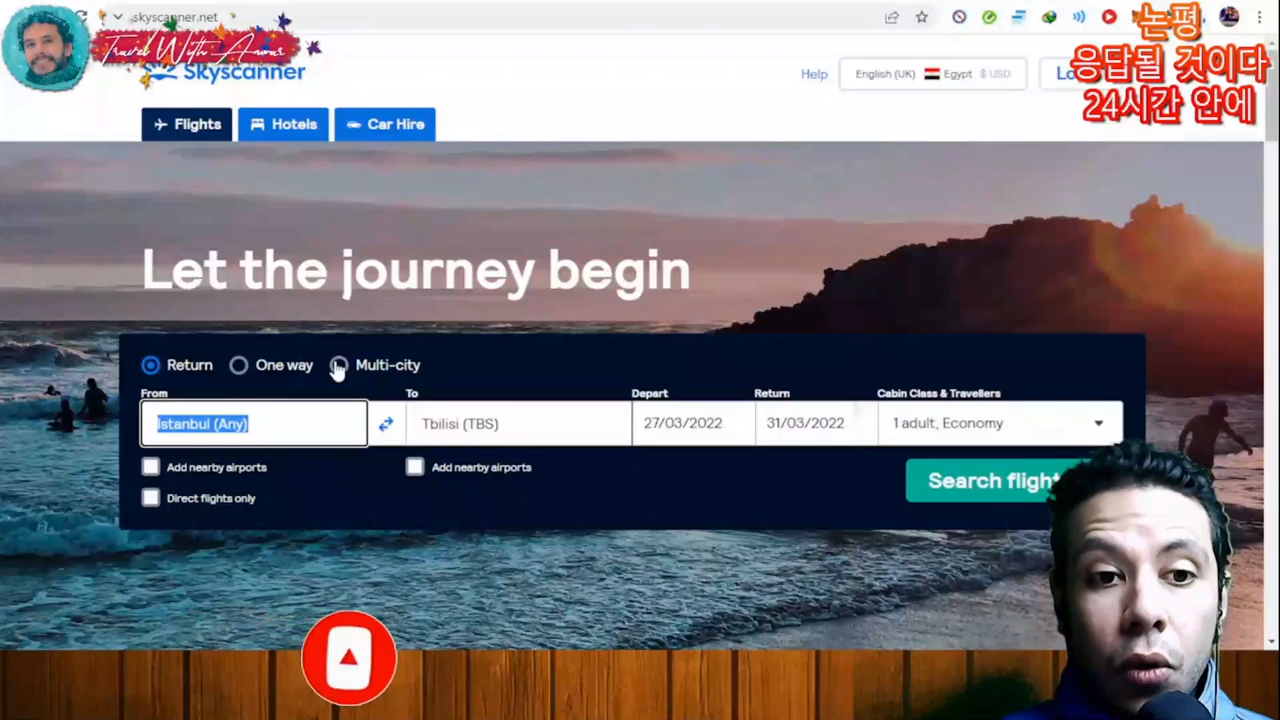 skyscanner.net
논평
응답될 것이다
24시간 안에
Travel With Anwar
Skyscanner
Help
English (UK) Egypt $ USD
Flights
Hotels
Car Hire
Let the journey begin
Return
One way
Multi-city
From
To
Depart
Return
Cabin Class & Travellers
Istanbul (Any)
Tbilisi (TBS)
27/03/2022
31/03/2022
1 adult, Economy
Add nearby airports
Add nearby airports
Direct flights only
Search flight